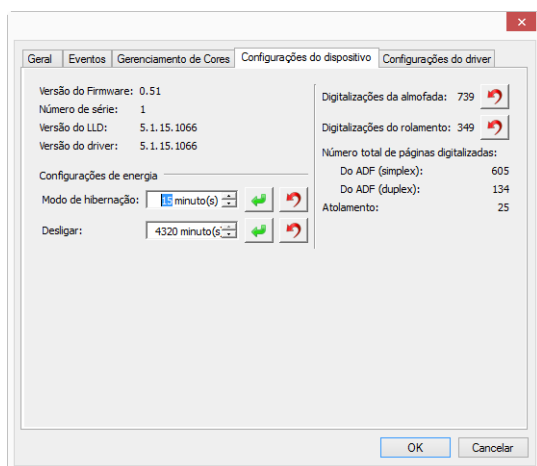 Geral Eventos Gerenciamento de Cores Configurações do dispositivo Configurações do driver
Versão do Firmware: 0.51
Número de série: 1
Versão do LLD: 5.1.15.1066
Versão do driver: 5.1.15.1066
Configurações de energia
Modo de hibernação: 15 minuto(s)
Desligar: 4320 minuto(s
Digitalizações da almofada: 739
Digitalizações do rolamento: 349
Número total de páginas digitalizadas:
Do ADF (simplex): 605
Do ADF (duplex): 134
Atolamento: 25
OK Cancelar